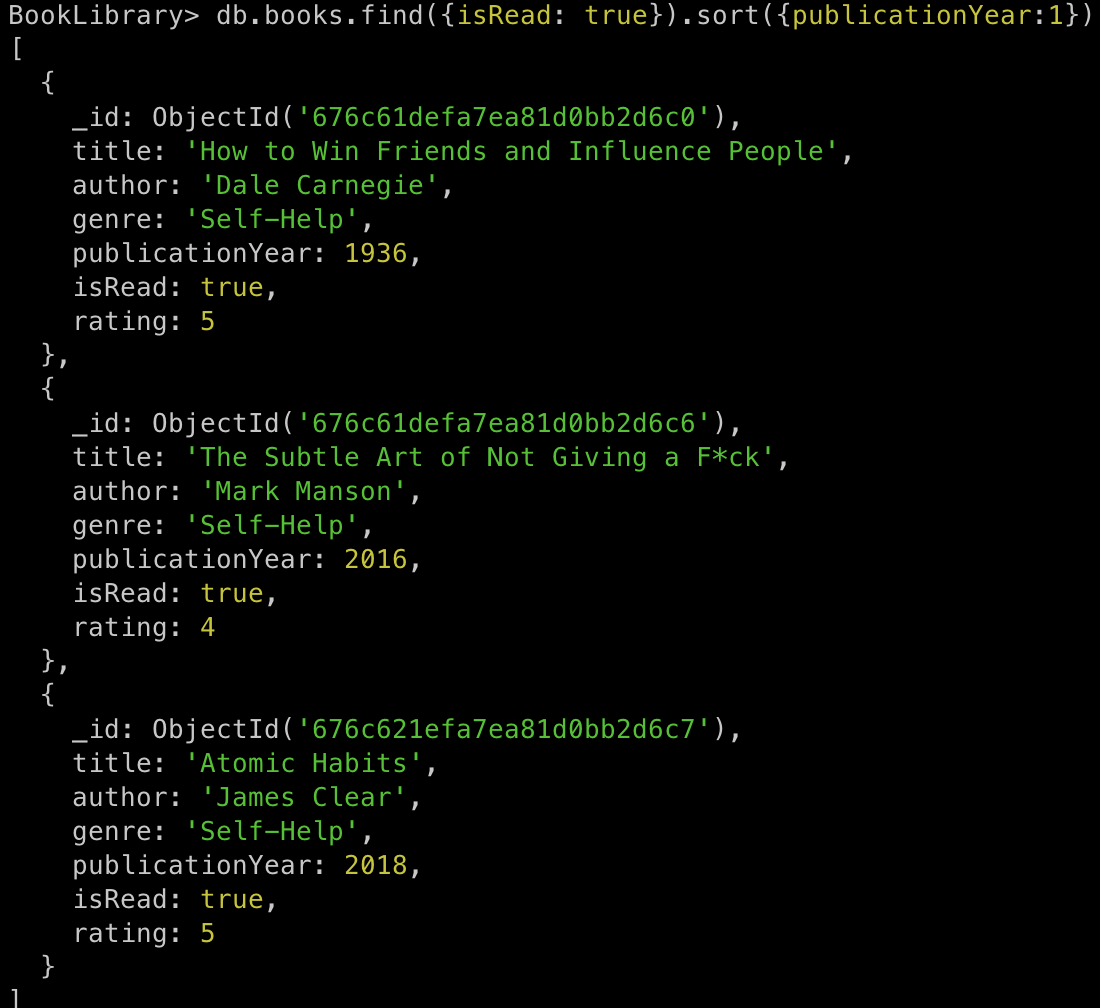 BookLibrary> db.books.find({isRead: true}).sort({publicationYear:1})
[
  {
    _id: ObjectId('676c61defa7ea81d0bb2d6c0'),
    title: 'How to Win Friends and Influence People',
    author: 'Dale Carnegie',
    genre: 'Self-Help',
    publicationYear: 1936,
    isRead: true,
    rating: 5
  },
  {
    _id: ObjectId('676c61defa7ea81d0bb2d6c6'),
    title: 'The Subtle Art of Not Giving a F*ck',
    author: 'Mark Manson',
    genre: 'Self-Help',
    publicationYear: 2016,
    isRead: true,
    rating: 4
  },
  {
    _id: ObjectId('676c621efa7ea81d0bb2d6c7'),
    title: 'Atomic Habits',
    author: 'James Clear',
    genre: 'Self-Help',
    publicationYear: 2018,
    isRead: true,
    rating: 5
  }
]